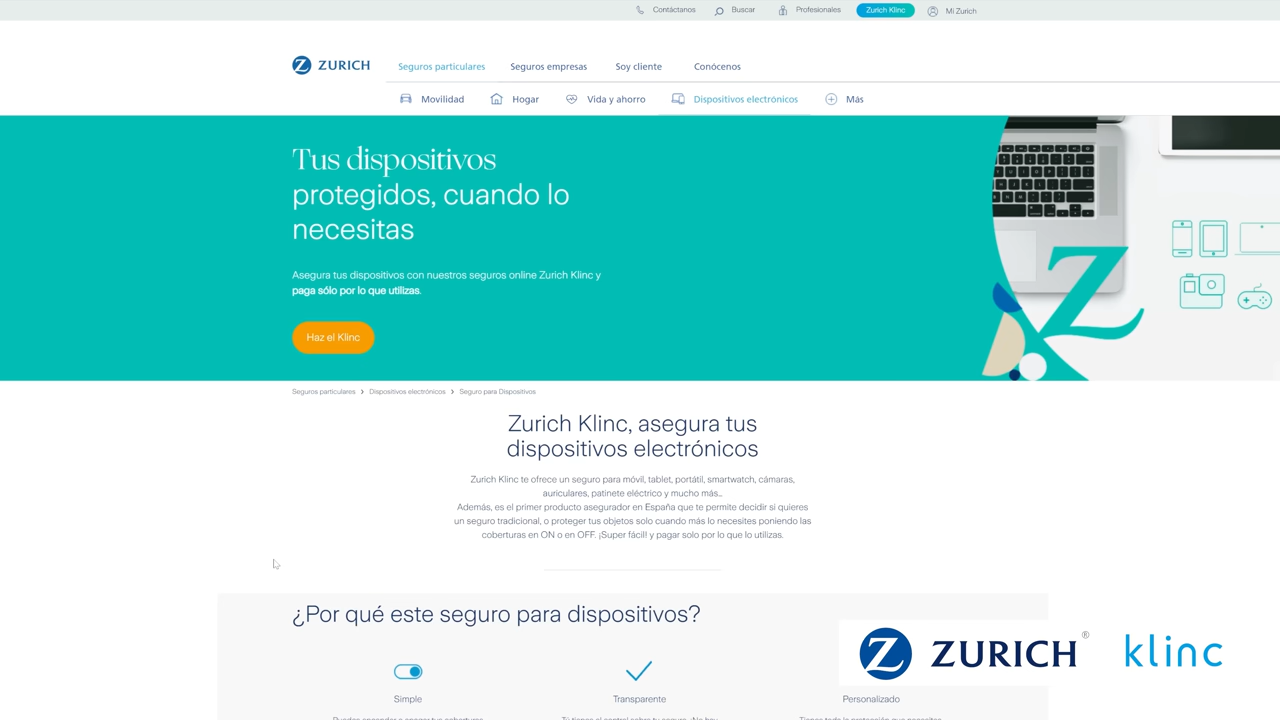 Contáctanos
Buscar
Profesionales
Zurich Klinc
Mi Zurich
ZURICH
Seguros particulares
Seguros empresas
Soy cliente
Conócenos
Movilidad
Hogar
Vida y ahorro
Dispositivos electrónicos
Más
Tus dispositivos
protegidos, cuando lo
necesitas
Asegura tus dispositivos con nuestros seguros online Zurich Klinc y
paga sólo por lo que utilizas.
Haz el Klinc
Seguros particulares > Dispositivos electrónicos > Seguro para Dispositivos
Zurich Klinc, asegura tus
dispositivos electrónicos
Zurich Klinc te ofrece un seguro para móvil, tablet, portátil, smartwatch, cámaras,
auriculares, patinete eléctrico y mucho más...
Además, es el primer producto asegurador en España que te permite decidir si quieres
un seguro tradicional, o proteger tus objetos solo cuando más lo necesites poniendo las
coberturas en ON o en OFF. ¡Super fácil! y pagar solo por lo que lo utilizas.
¿Por qué este seguro para dispositivos?
Simple
Transparente
Personalizado
ZURICH®
klinc